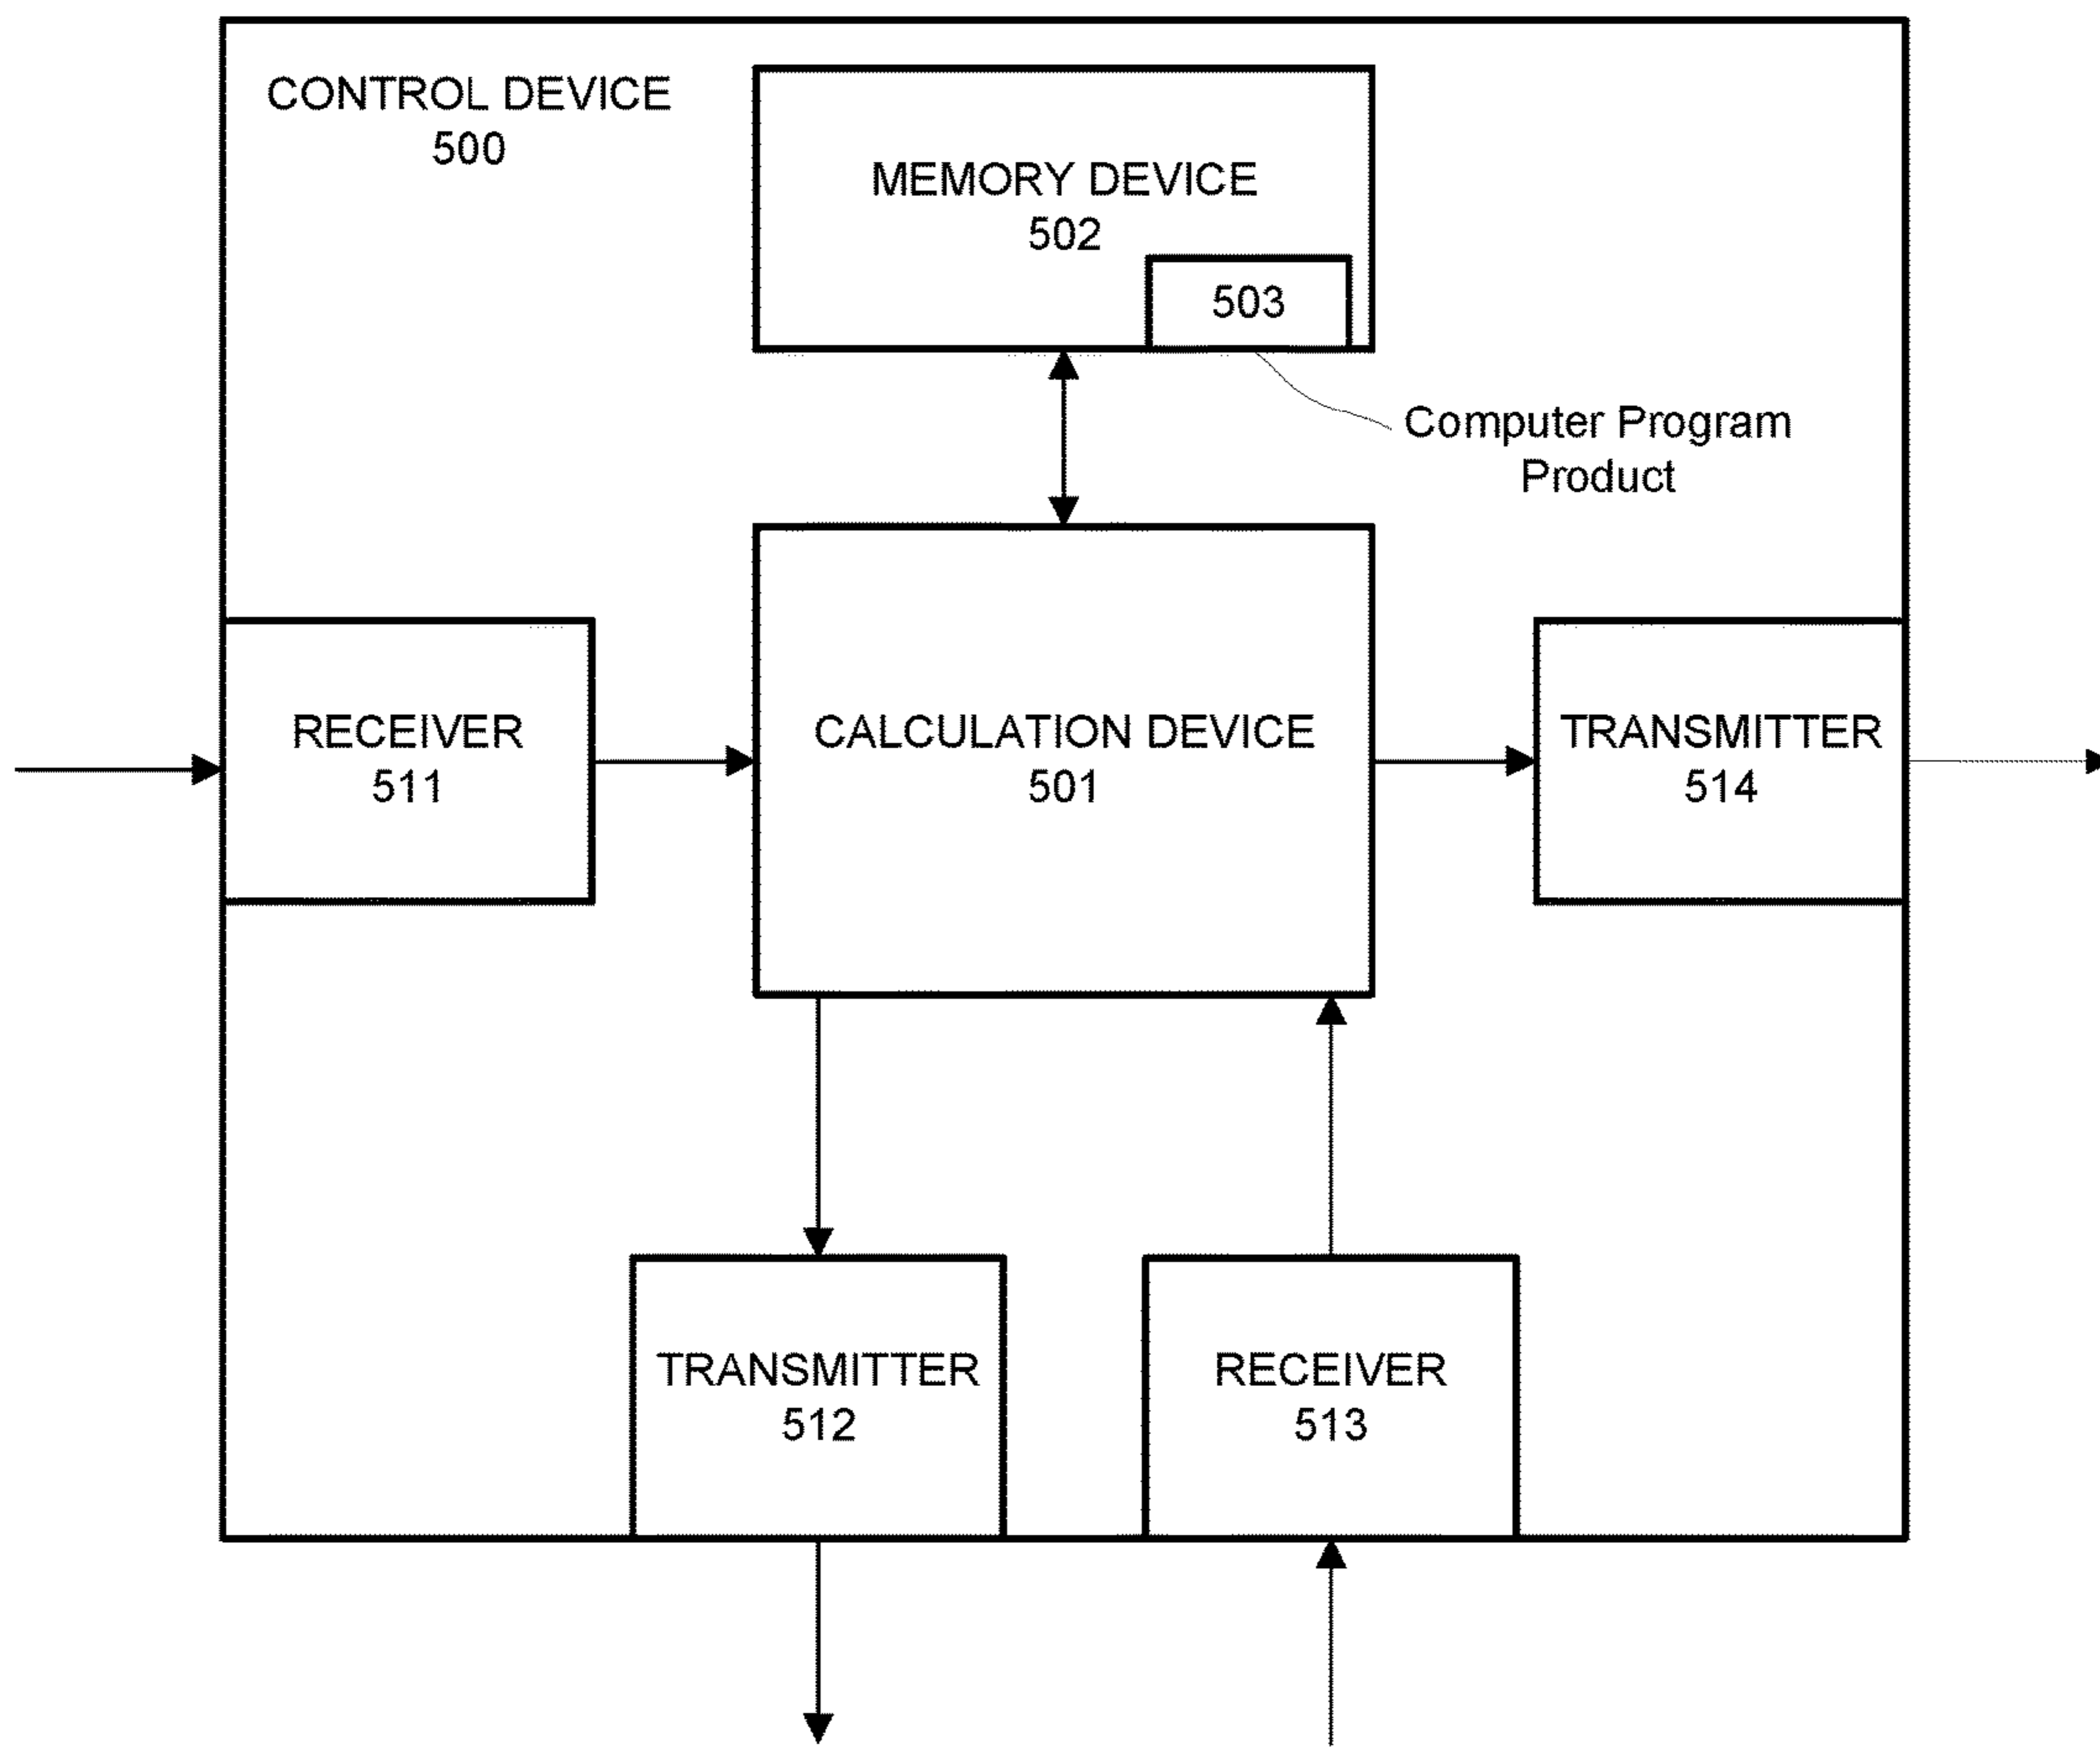 CONTROL DEVICE
500
MEMORY DEVICE
502
503
Computer Program
Product
RECEIVER
511
CALCULATION DEVICE
501
TRANSMITTER
514
TRANSMITTER
512
RECEIVER
513